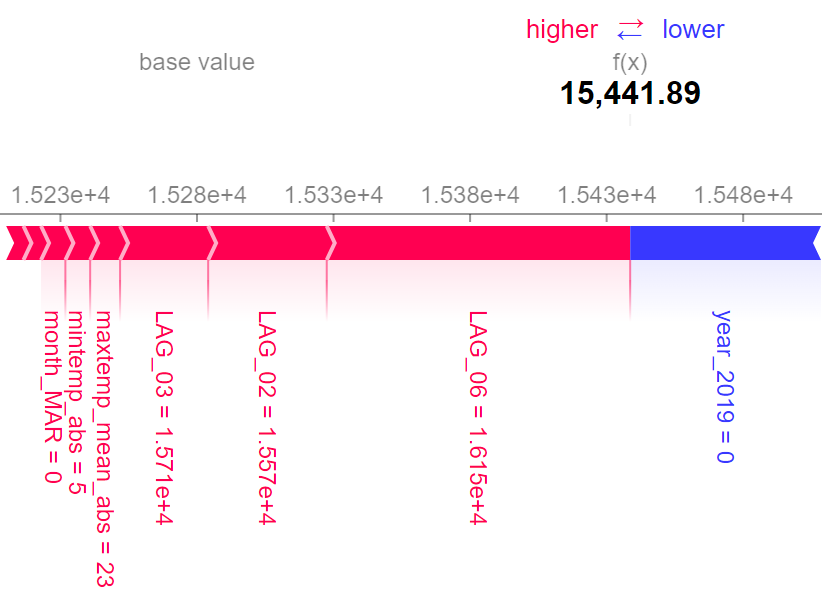 higher ⇄ lower
base value
f(x)
15,441.89
1.523e+4 1.528e+4 1.533e+4 1.538e+4 1.543e+4 1.548e+4
month_MAR = 0
mintemp_abs = 5
maxtemp_mean_abs = 23
LAG_03 = 1.571e+4
LAG_02 = 1.557e+4
LAG_06 = 1.615e+4
year_2019 = 0